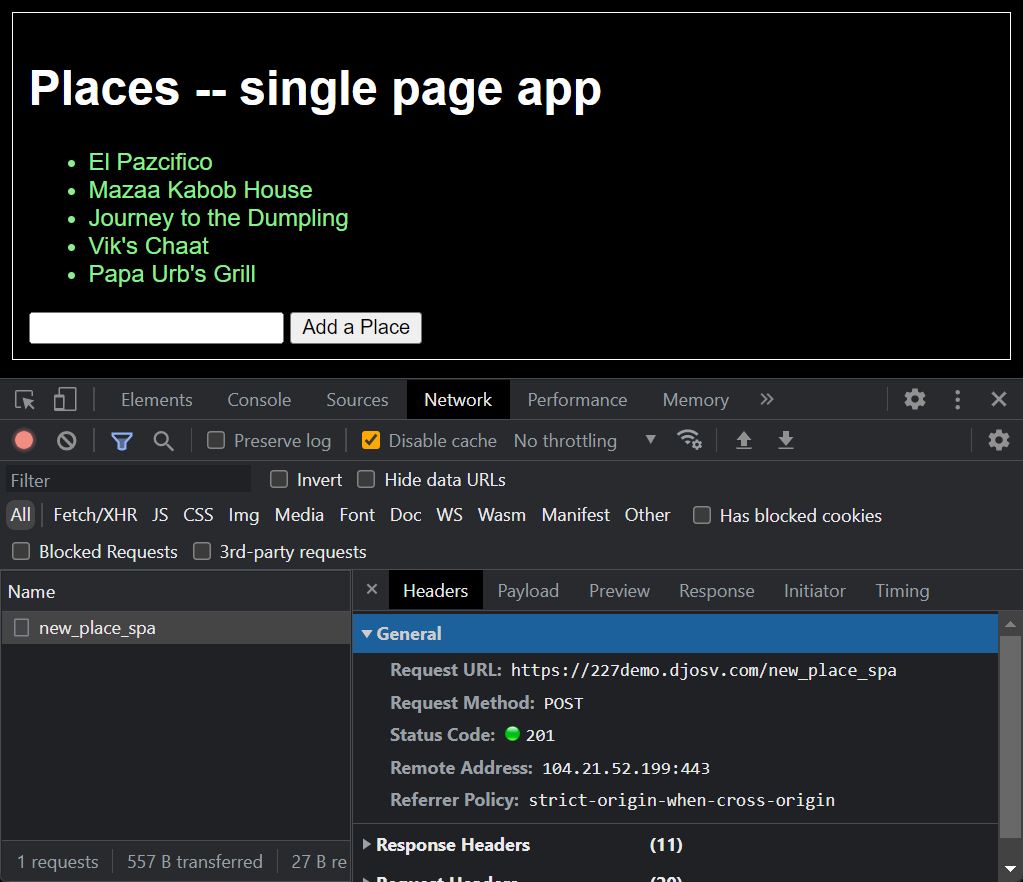 Places -- single page app
El Pazcifico
Mazaa Kabob House
Journey to the Dumpling
Vik's Chaat
Papa Urb's Grill
Add a Place
Elements Console Sources Network Performance Memory
Preserve log Disable cache No throttling
Filter Invert Hide data URLs
All Fetch/XHR JS CSS Img Media Font Doc WS Wasm Manifest Other Has blocked cookies
Blocked Requests 3rd-party requests
Name Headers Payload Preview Response Initiator Timing
new_place_spa General
Request URL: https://227demo.djosv.com/new_place_spa
Request Method: POST
Status Code: 201
Remote Address: 104.21.52.199:443
Referrer Policy: strict-origin-when-cross-origin
Response Headers (11)
1 requests 557 B transferred 27 B re